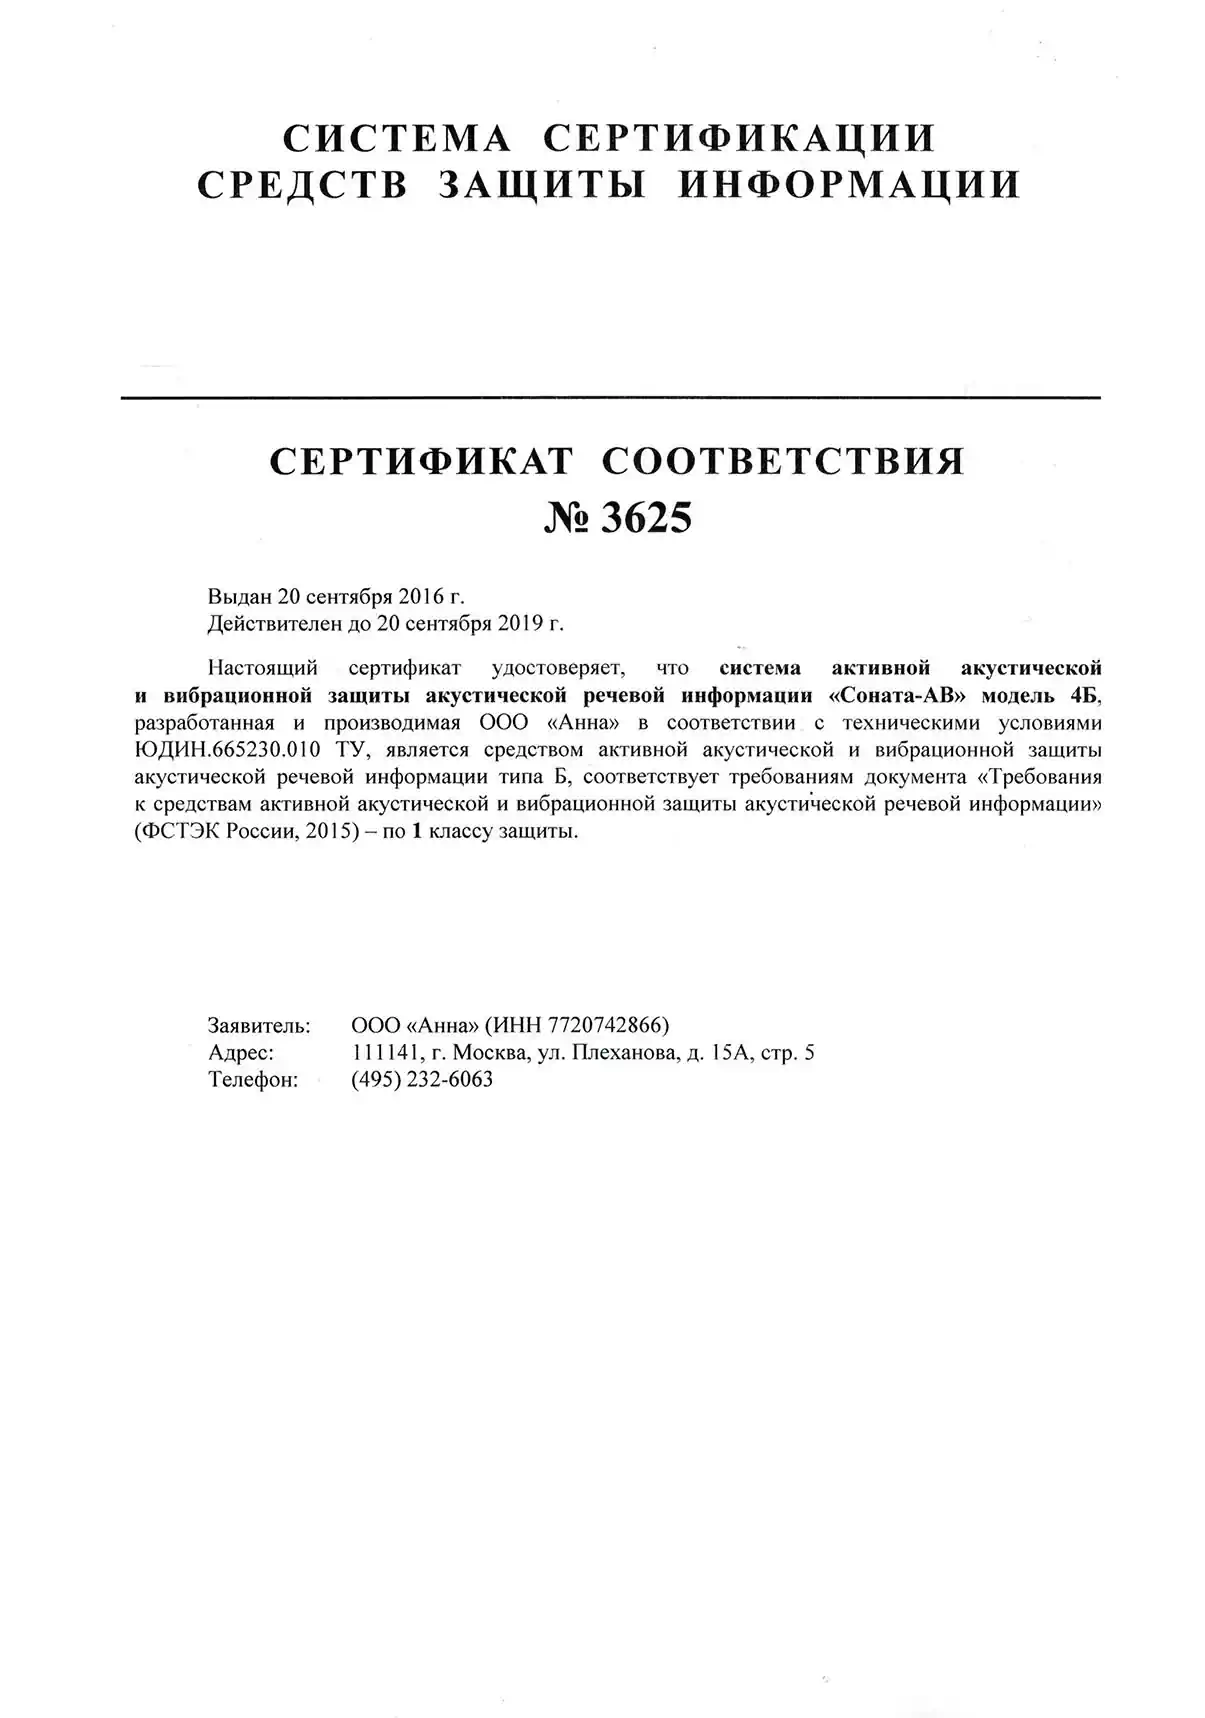 СИСТЕМА СЕРТИФИКАЦИИ
СРЕДСТВ ЗАЩИТЫ ИНФОРМАЦИИ
СЕРТИФИКАТ СООТВЕТСТВИЯ
№ 3625
Выдан 20 сентября 2016 г.
Действителен до 20 сентября 2019 г.
Настоящий сертификат удостоверяет, что система активной акустической
и вибрационной защиты акустической речевой информации «Соната-АВ» модель 4Б,
разработанная и производимая ООО «Анна» в соответствии с техническими условиями
ЮДИН.665230.010 ТУ, является средством активной акустической и вибрационной защиты
акустической речевой информации типа Б, соответствует требованиям документа «Требования
к средствам активной акустической и вибрационной защиты акустической речевой информации»
(ФСТЭК России, 2015) – по 1 классу защиты.
Заявитель: ООО «Анна» (ИНН 7720742866)
Адрес: 111141, г. Москва, ул. Плеханова, д. 15А, стр. 5
Телефон: (495) 232-6063